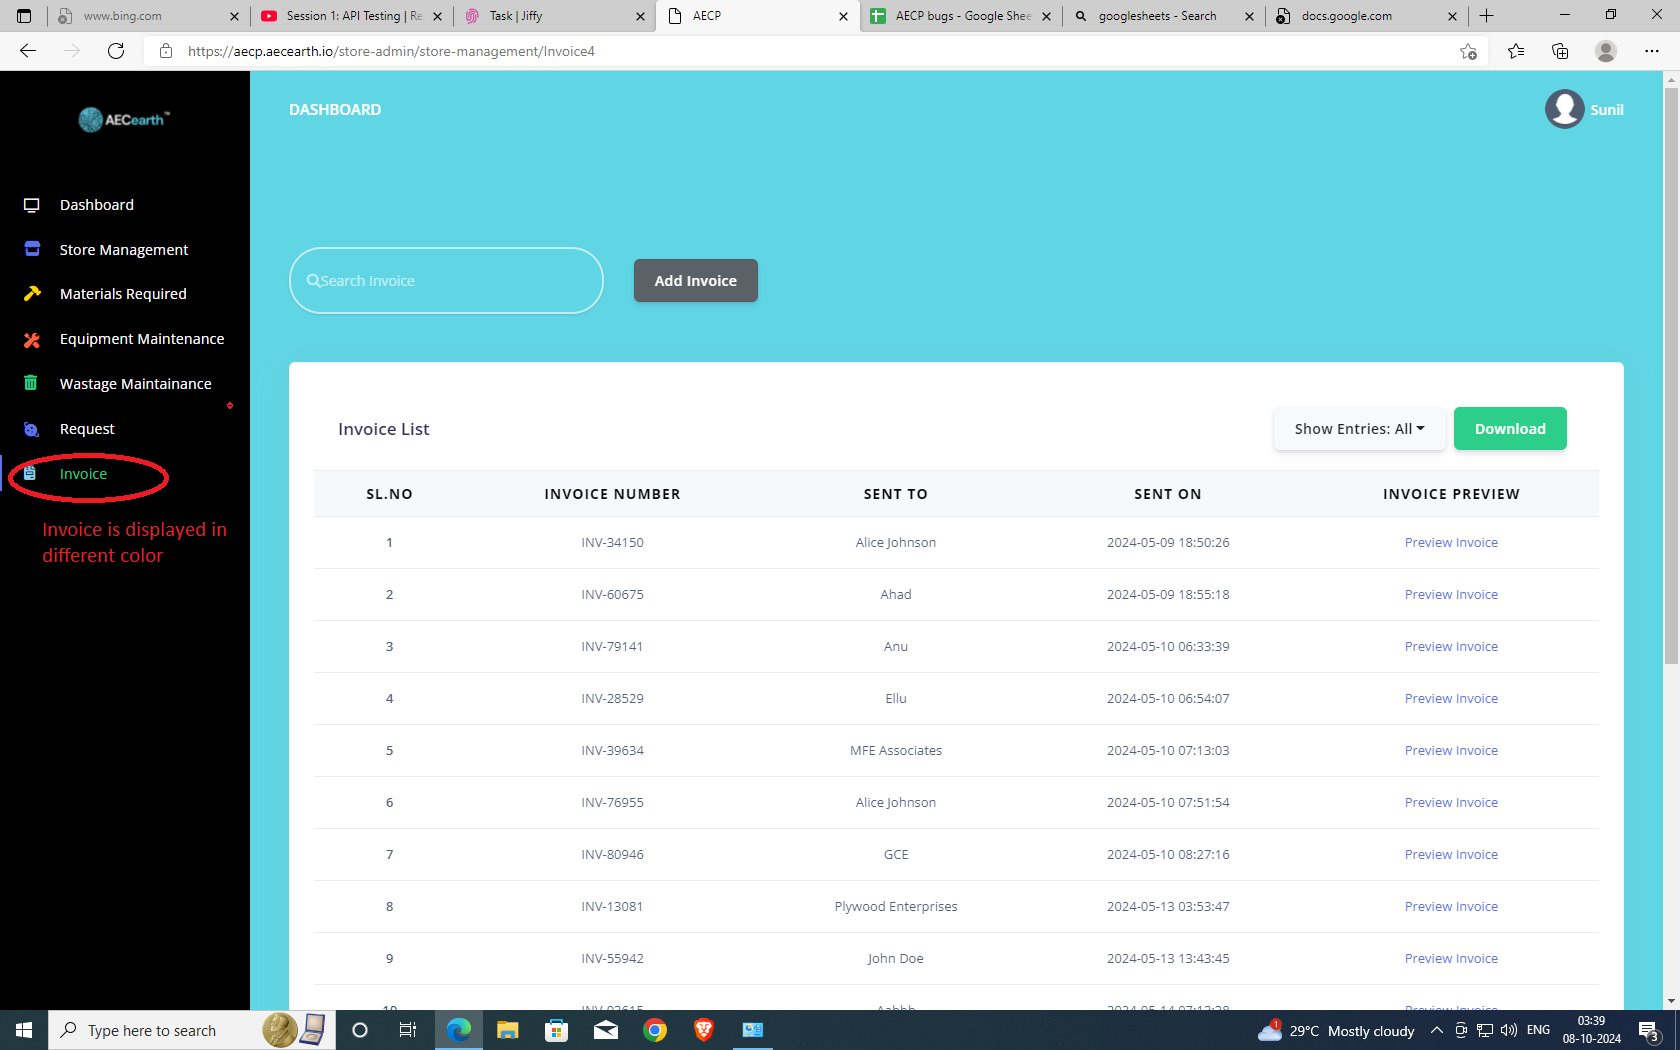 www.bing.com
Session 1: API Testing | Re
Task | Jiffy
AECP
AECP bugs - Google Shee
googlesheets - Search
docs.google.com
https://aecp.aecearth.io/store-admin/store-management/Invoice4
AECearth™
DASHBOARD
Sunil
Dashboard
Store Management
Materials Required
Equipment Maintenance
Wastage Maintainance
Request
Invoice
Invoice is displayed in
different color
Search Invoice
Add Invoice
Invoice List
Show Entries: All
Download
SL.NO INVOICE NUMBER SENT TO SENT ON INVOICE PREVIEW
1 INV-34150 Alice Johnson 2024-05-09 18:50:26 Preview Invoice
2 INV-60675 Ahad 2024-05-09 18:55:18 Preview Invoice
3 INV-79141 Anu 2024-05-10 06:33:39 Preview Invoice
4 INV-28529 Ellu 2024-05-10 06:54:07 Preview Invoice
5 INV-39634 MFE Associates 2024-05-10 07:13:03 Preview Invoice
6 INV-76955 Alice Johnson 2024-05-10 07:51:54 Preview Invoice
7 INV-80946 GCE 2024-05-10 08:27:16 Preview Invoice
8 INV-13081 Plywood Enterprises 2024-05-13 03:53:47 Preview Invoice
9 INV-55942 John Doe 2024-05-13 13:43:45 Preview Invoice
10 Preview Invoice
Type here to search
1
29°C Mostly cloudy
ENG
03:39
08-10-2024
3